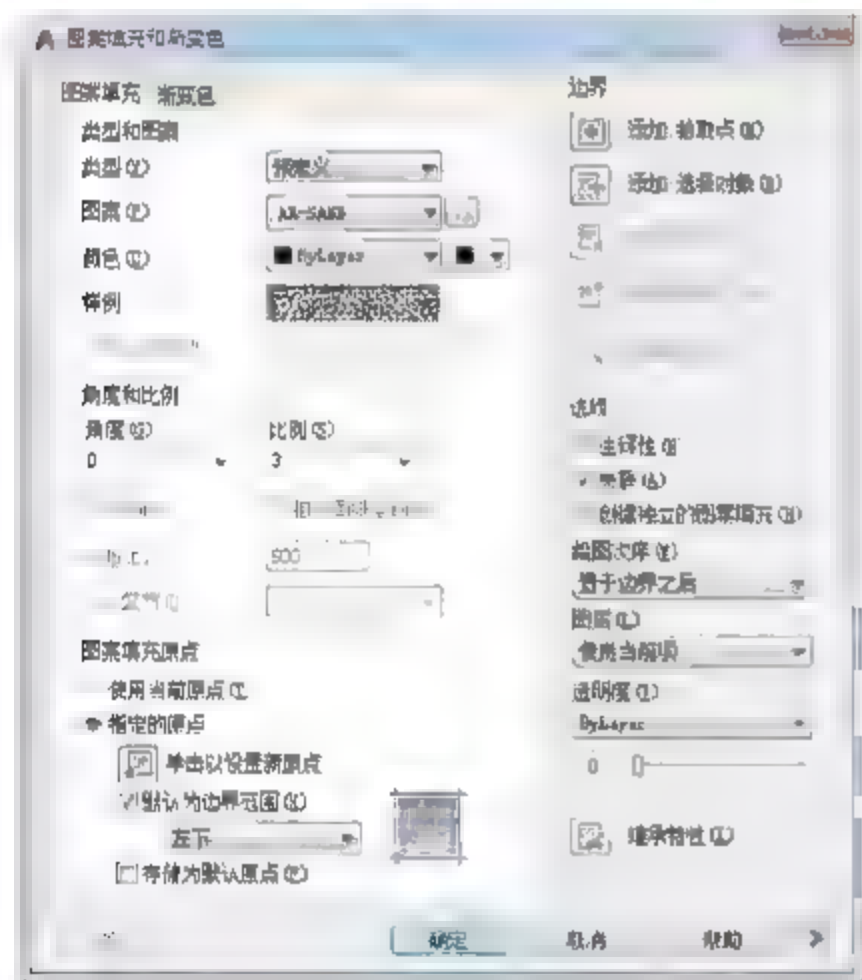 图案填充和渐变色
图案填充 渐变色
类型和图案
类型(Y)
预定义
图案(P)
AR-SAND
颜色(C)
ByLayer
样例
角度和比例
角度(G)
比例(S)
0
3
500
图案填充原点
使用当前原点(T)
指定的原点
单击以设置新原点
默认为边界范围(X)
左下
存储为默认原点(F)
边界
添加:拾取点(K)
添加:选择对象(B)
选项
注释性(N)
关联(A)
创建独立的图案填充(H)
绘图次序(W)
置于边界之后
图层(L)
使用当前项
透明度(T)
ByLayer
0
继承特性(I)
确定
取消
帮助